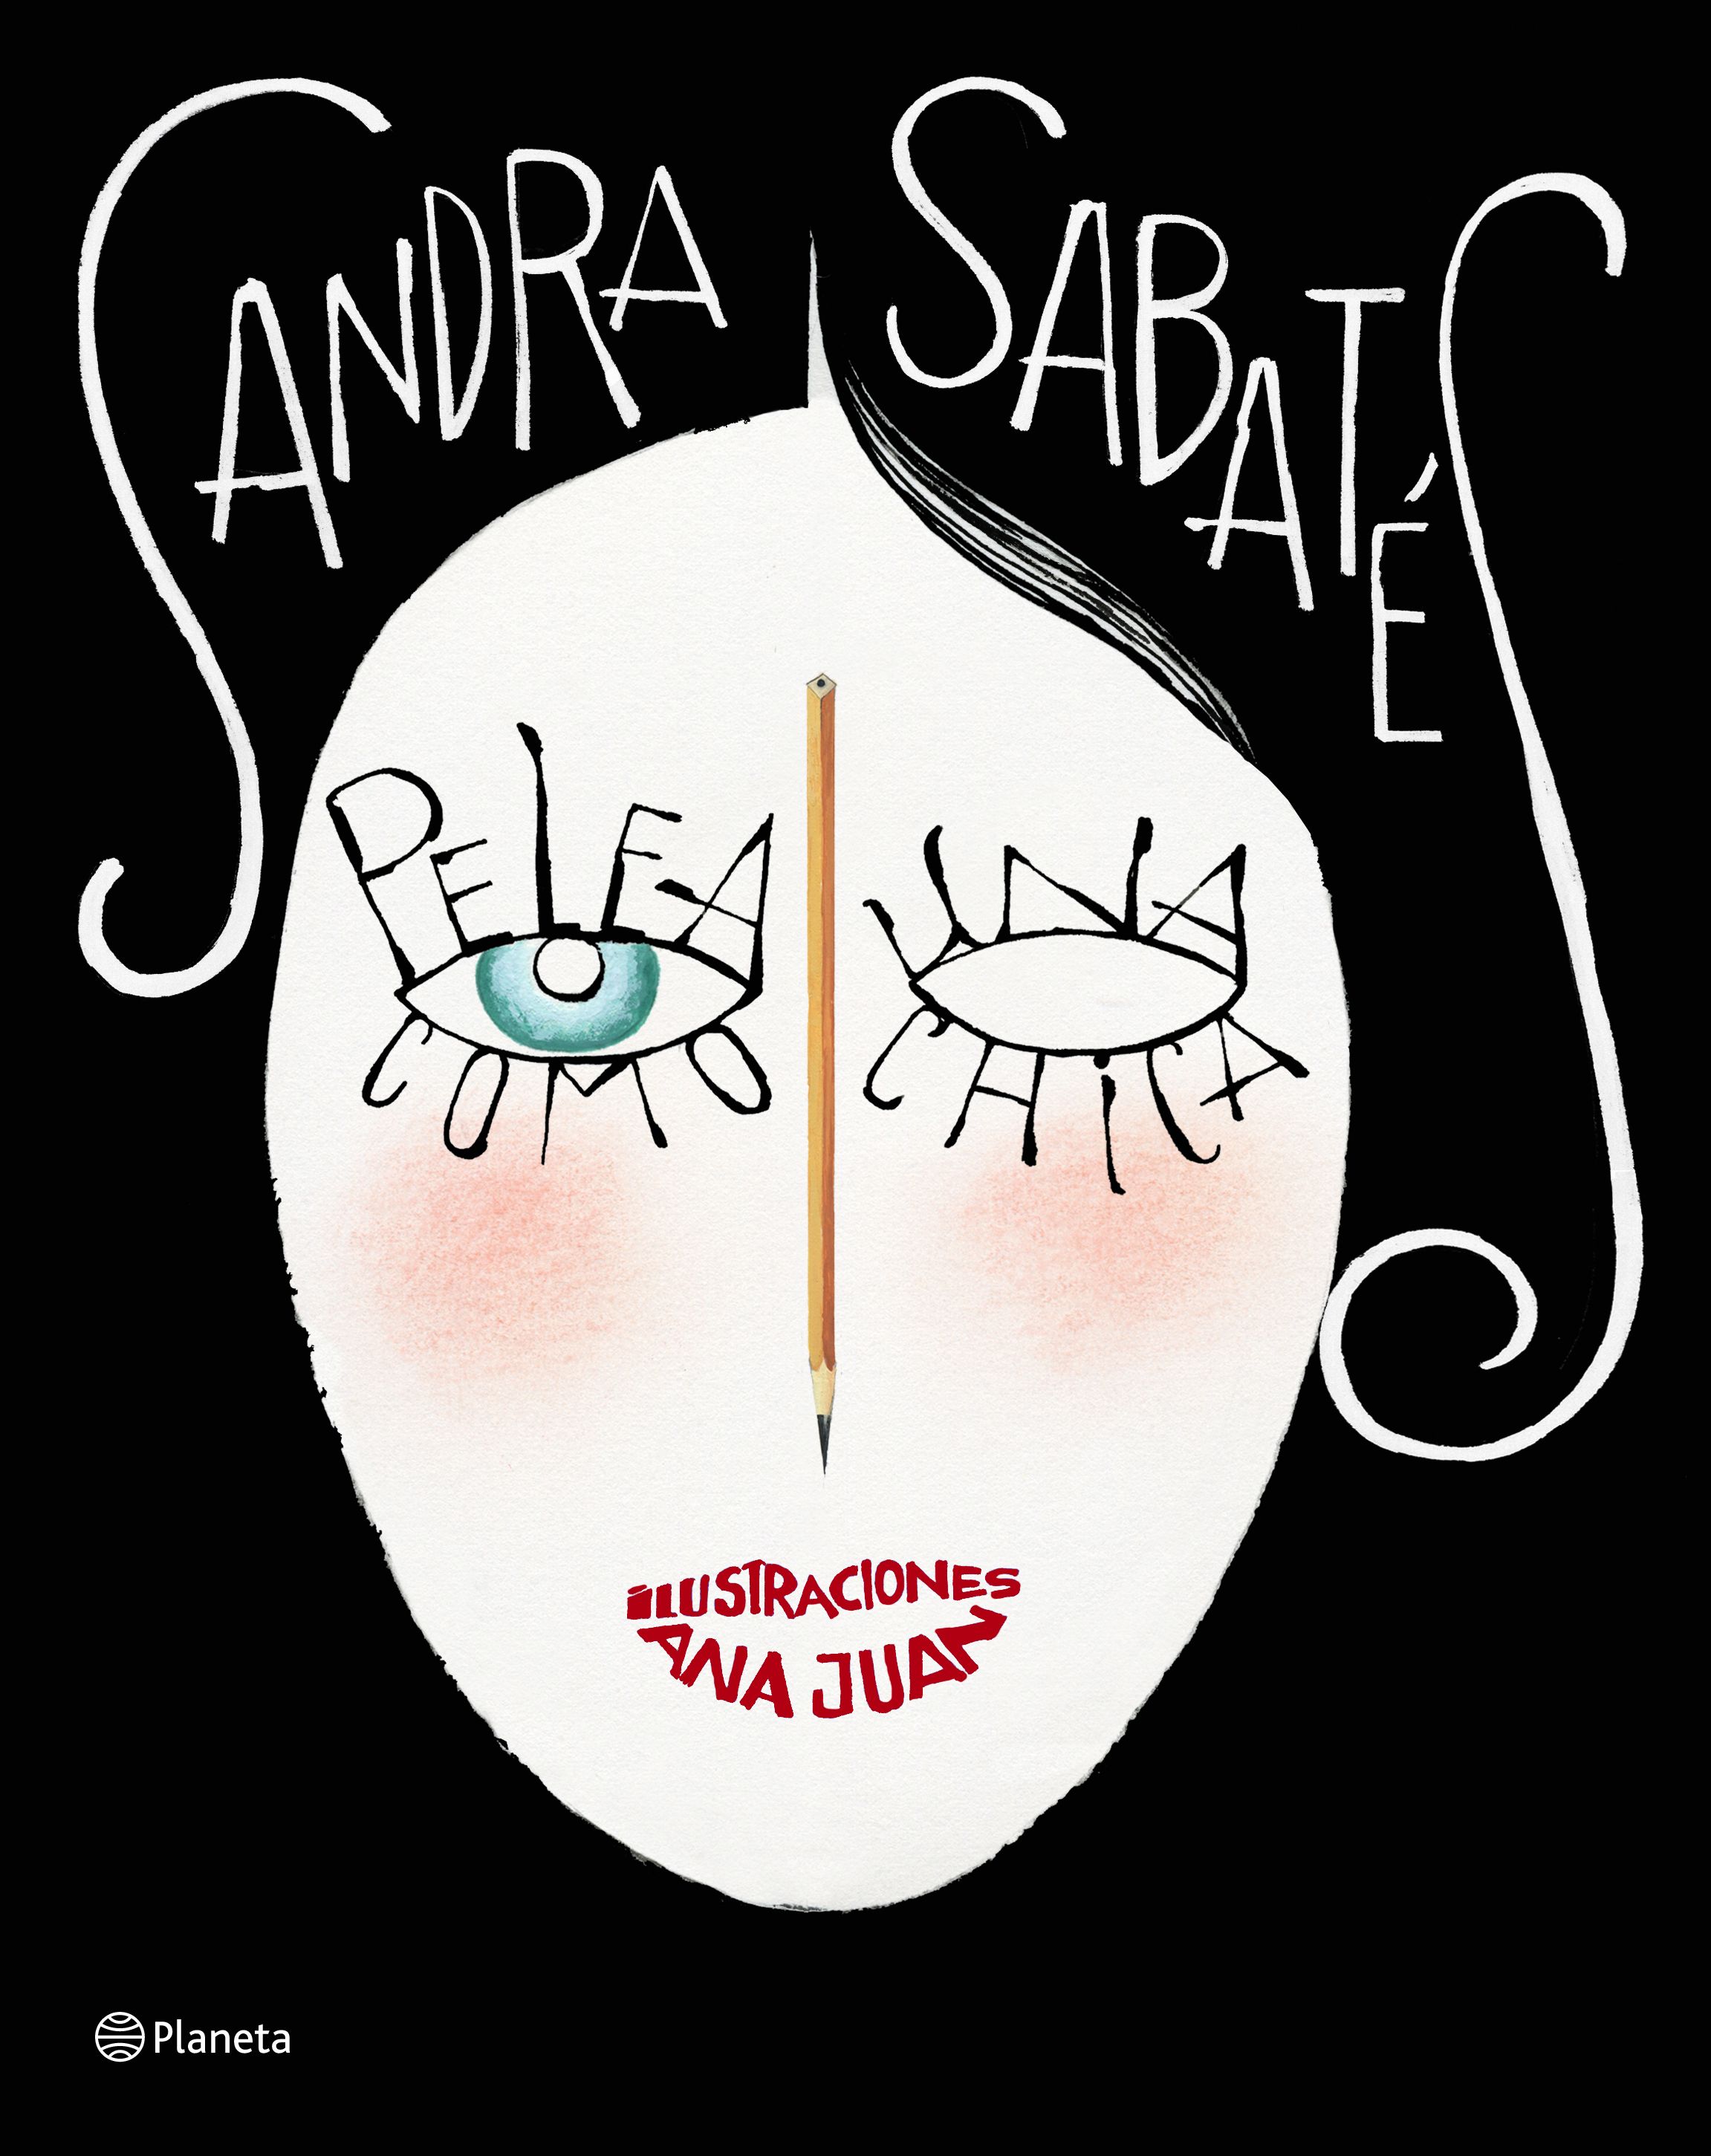 SANDRA SABATÉS
PELEA
COMO
UNA
CHICA
ILUSTRACIONES
ANA JUAN
Planeta